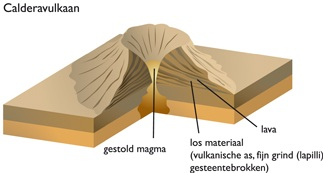 Calderavulkaan
lava
gestold magma
los materiaal
(vulkanische as, fijn grind (lapilli)
gesteentebrokken)